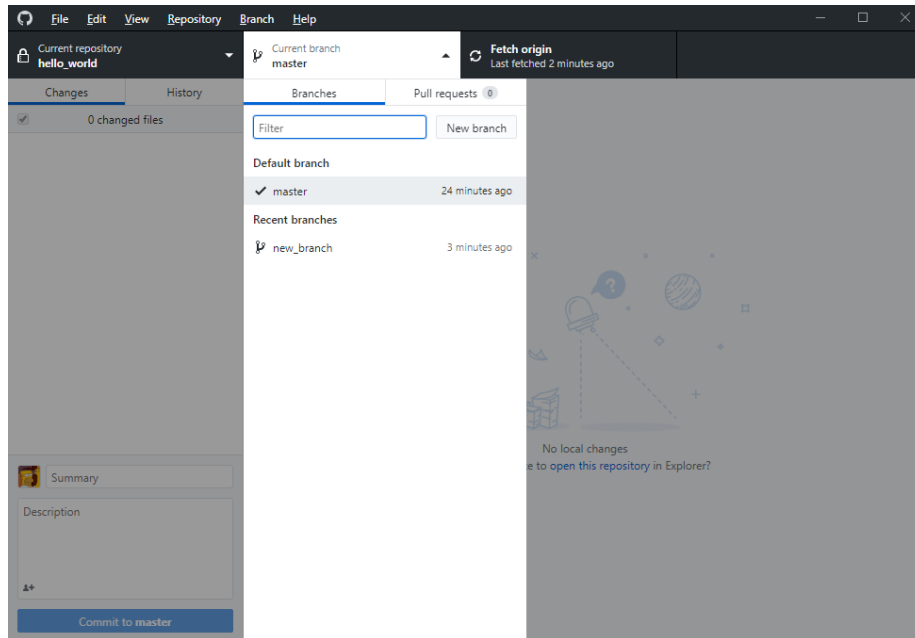 File Edit View Repository Branch Help
Current repository
hello_world
Current branch
master
Fetch origin
Last fetched 2 minutes ago
Changes History
0 changed files
Branches Pull requests 0
Filter New branch
Default branch
master 24 minutes ago
Recent branches
new_branch 3 minutes ago
?
No local changes
e to open this repository in Explorer?
Summary
Description
Commit to master